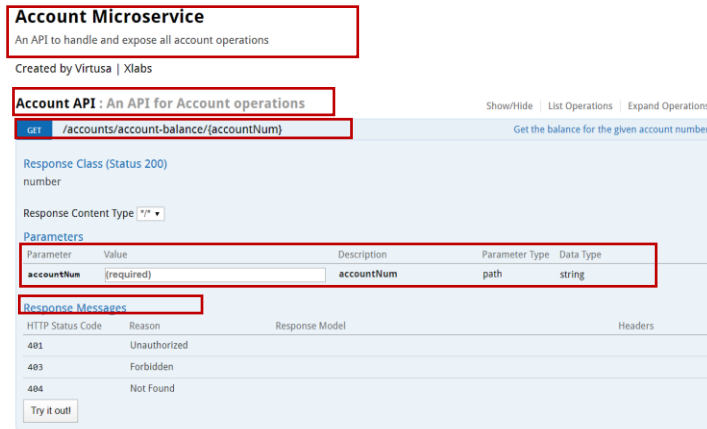 Account Microservice
An API to handle and expose all account operations
Created by Virtusa | Xlabs
Account API : An API for Account operations Show/Hide List Operations Expand Operations
GET /accounts/account-balance/{accountNum} Get the balance for the given account number
Response Class (Status 200)
number
Response Content Type */*
Parameters
Parameter Value Description Parameter Type Data Type
accountNum (required) accountNum path string
Response Messages
HTTP Status Code Reason Response Model Headers
401 Unauthorized
403 Forbidden
404 Not Found
Try it out!